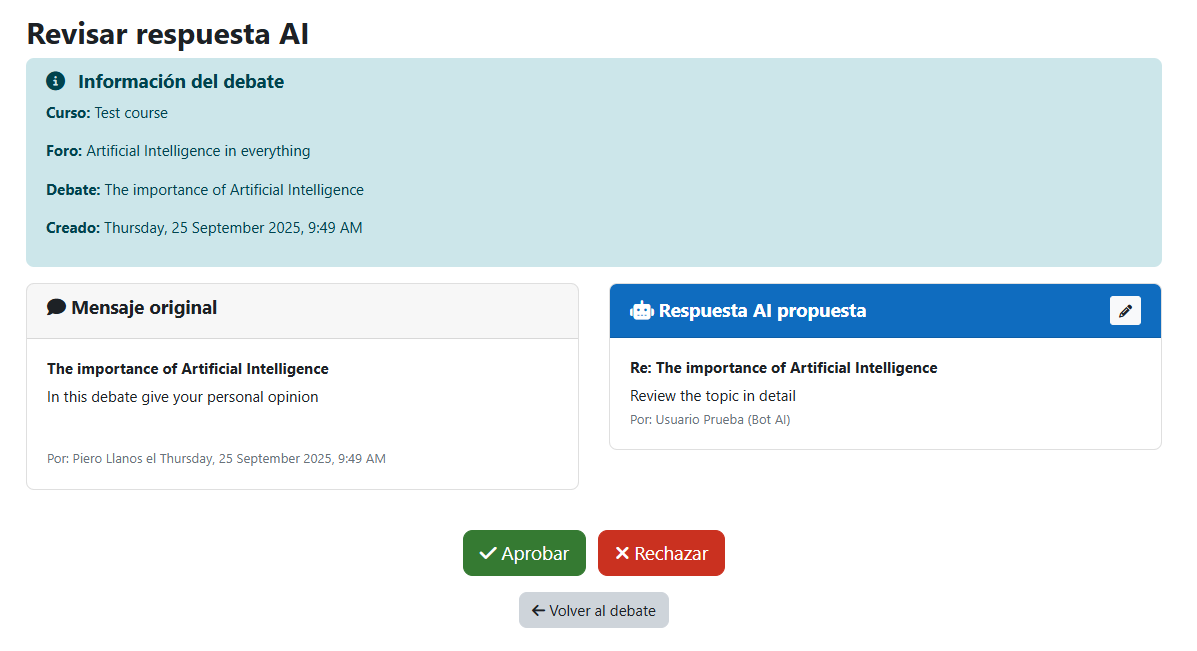 Revisar respuesta AI
Información del debate
Curso: Test course
Foro: Artificial Intelligence in everything
Debate: The importance of Artificial Intelligence
Creado: Thursday, 25 September 2025, 9:49 AM
Mensaje original
The importance of Artificial Intelligence
In this debate give your personal opinion
Por: Piero Llanos el Thursday, 25 September 2025, 9:49 AM
Respuesta AI propuesta
Re: The importance of Artificial Intelligence
Review the topic in detail
Por: Usuario Prueba (Bot AI)
Aprobar
Rechazar
Volver al debate